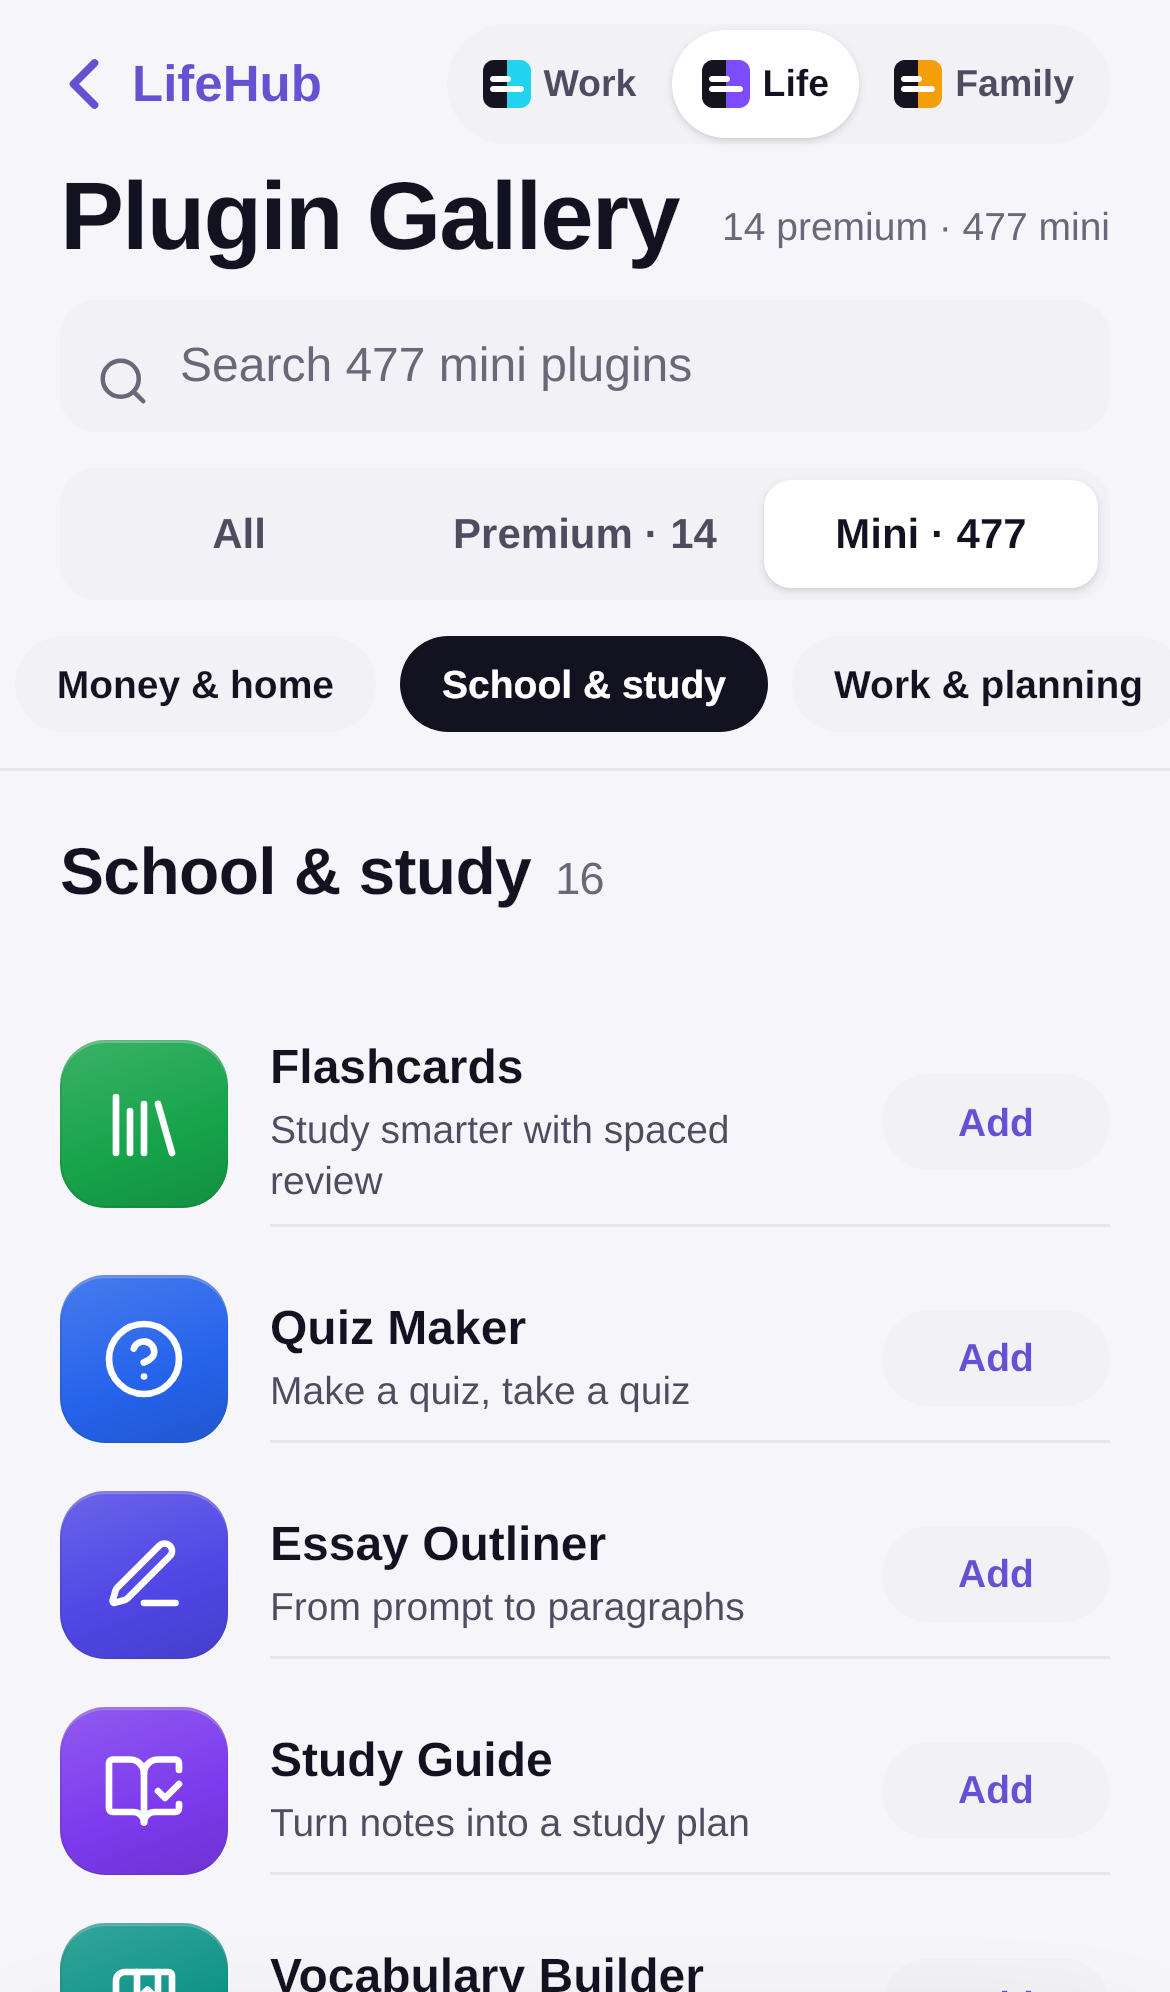 LifeHub
Work
Life
Family
Plugin Gallery
14 premium · 477 mini
Search 477 mini plugins
All
Premium · 14
Mini · 477
Money & home
School & study
Work & planning
School & study 16
Flashcards
Study smarter with spaced
review
Add
Quiz Maker
Make a quiz, take a quiz
Add
Essay Outliner
From prompt to paragraphs
Add
Study Guide
Turn notes into a study plan
Add
Vocabulary Builder